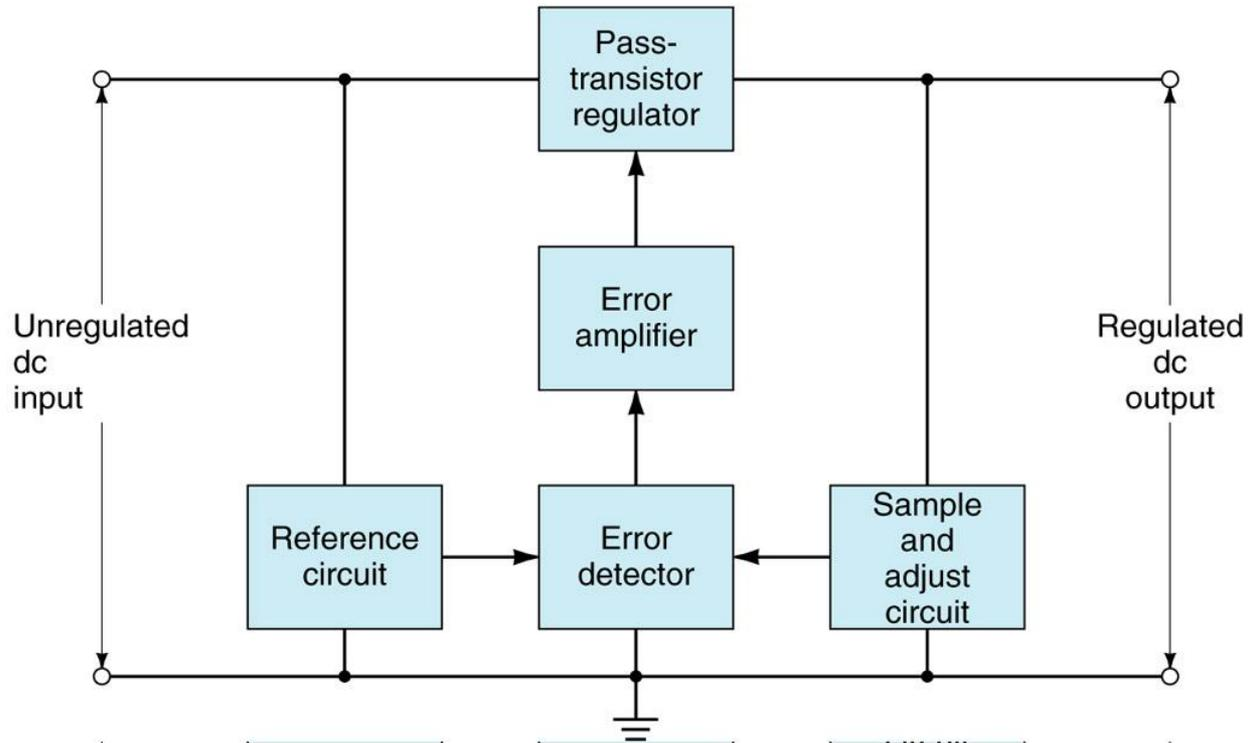 Pass-
transistor
regulator
Unregulated
dc
input
Error
amplifier
Regulated
dc
output
Reference
circuit
Error
detector
Sample
and
adjust
circuit